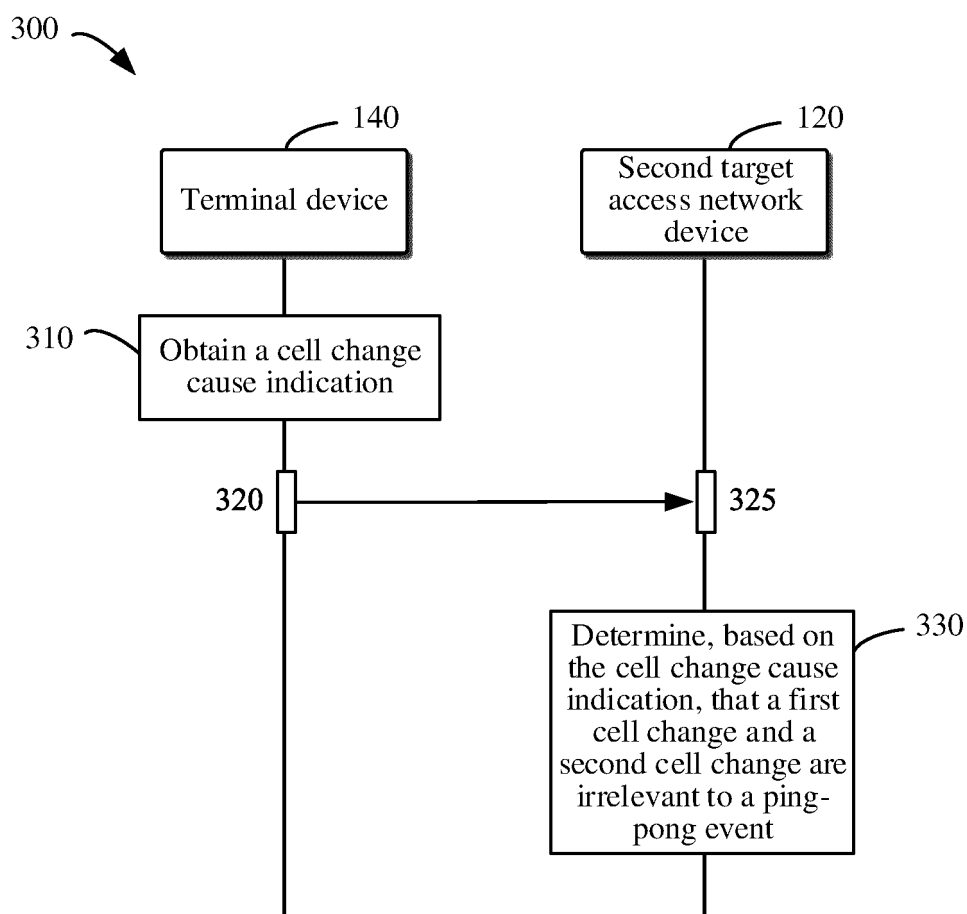 300
140
120
Terminal device
Second target
access network
device
310
Obtain a cell change
cause indication
320
325
330
Determine, based on
the cell change cause
indication, that a first
cell change and a
second cell change are
irrelevant to a ping-
pong event